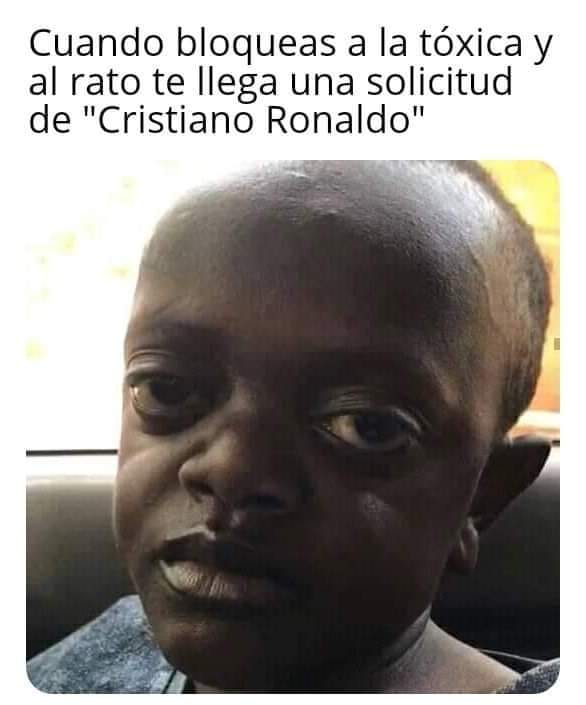 Cuando bloqueas a la tóxica y
al rato te llega una solicitud
de "Cristiano Ronaldo"